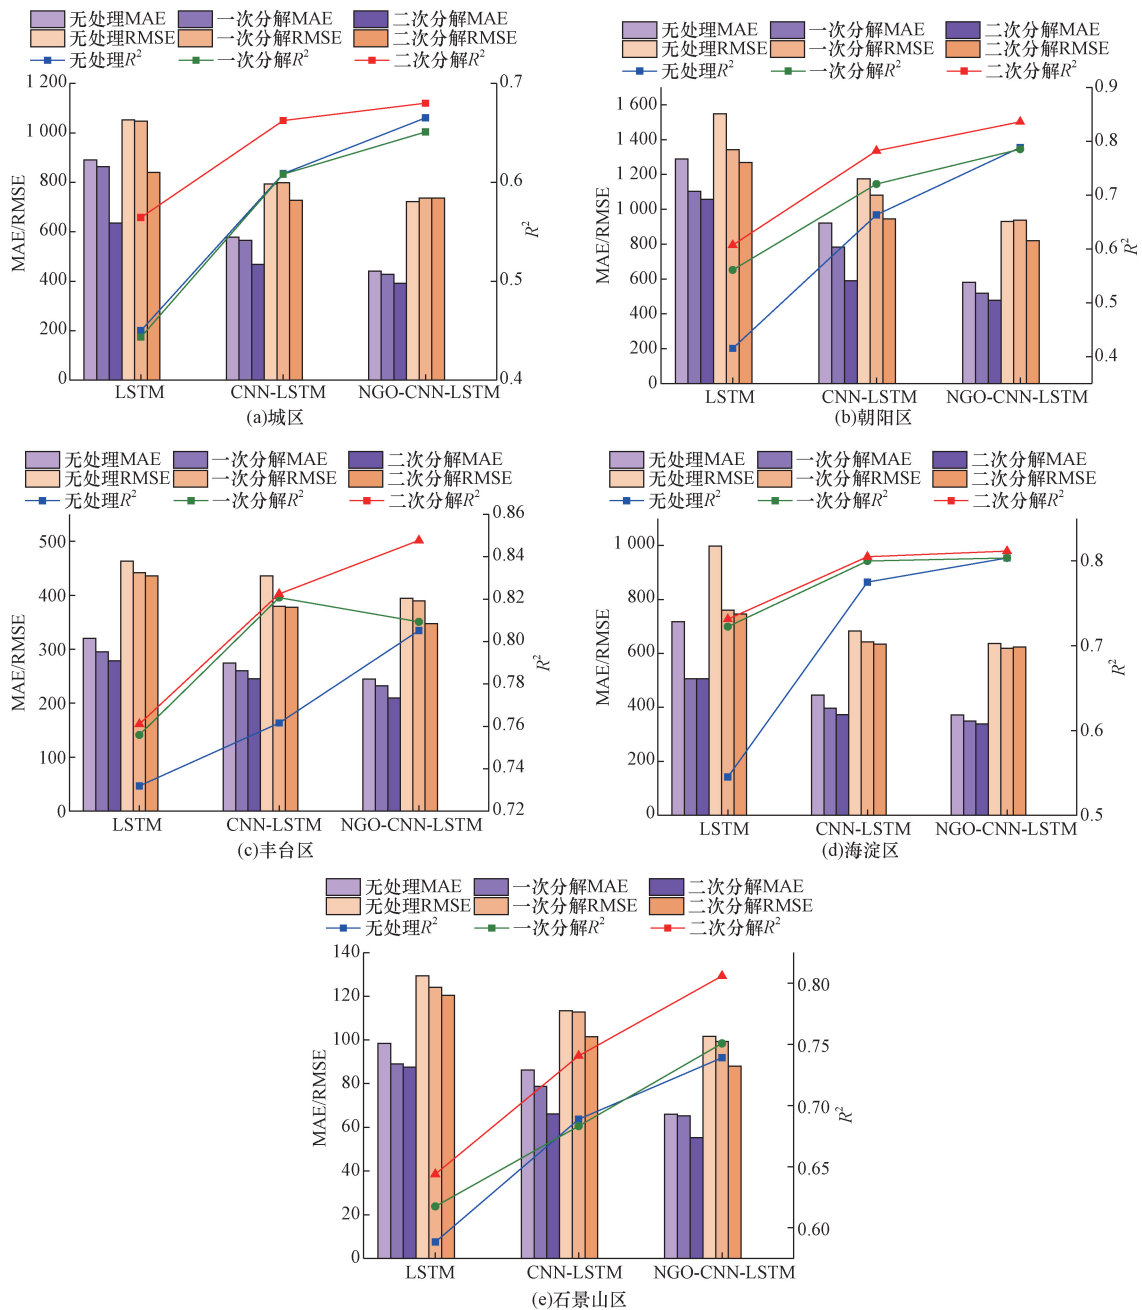 无处理MAE 一次分解MAE 二次分解MAE
无处理RMSE 一次分解RMSE 二次分解RMSE
无处理R² 一次分解R² 二次分解R²
1 200
1 000
800
600
400
200
0
MAE/RMSE
0.7
0.6
0.5
0.4
R²
LSTM CNN-LSTM NGO-CNN-LSTM
(a)城区
无处理MAE 一次分解MAE 二次分解MAE
无处理RMSE 一次分解RMSE 二次分解RMSE
无处理R² 一次分解R² 二次分解R²
1 600
1 400
1 200
1 000
800
600
400
200
0
MAE/RMSE
0.9
0.8
0.7
0.6
0.5
0.4
R²
LSTM CNN-LSTM NGO-CNN-LSTM
(b)朝阳区
无处理MAE 一次分解MAE 二次分解MAE
无处理RMSE 一次分解RMSE 二次分解RMSE
无处理R² 一次分解R² 二次分解R²
500
400
300
200
100
0
MAE/RMSE
0.86
0.84
0.82
0.80
0.78
0.76
0.74
0.72
R²
LSTM CNN-LSTM NGO-CNN-LSTM
(c)丰台区
无处理MAE 一次分解MAE 二次分解MAE
无处理RMSE 一次分解RMSE 二次分解RMSE
无处理R² 一次分解R² 二次分解R²
1 000
800
600
400
200
0
MAE/RMSE
0.8
0.7
0.6
0.5
R²
LSTM CNN-LSTM NGO-CNN-LSTM
(d)海淀区
无处理MAE 一次分解MAE 二次分解MAE
无处理RMSE 一次分解RMSE 二次分解RMSE
无处理R² 一次分解R² 二次分解R²
140
120
100
80
60
40
20
0
MAE/RMSE
0.80
0.75
0.70
0.65
0.60
R²
LSTM CNN-LSTM NGO-CNN-LSTM
(e)石景山区